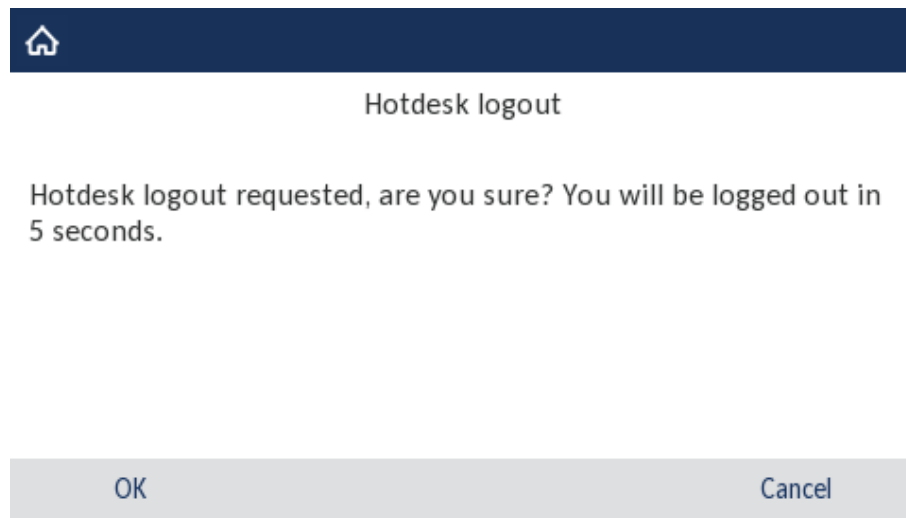 Hotdesk logout
Hotdesk logout requested, are you sure? You will be logged out in
5 seconds.
OK
Cancel